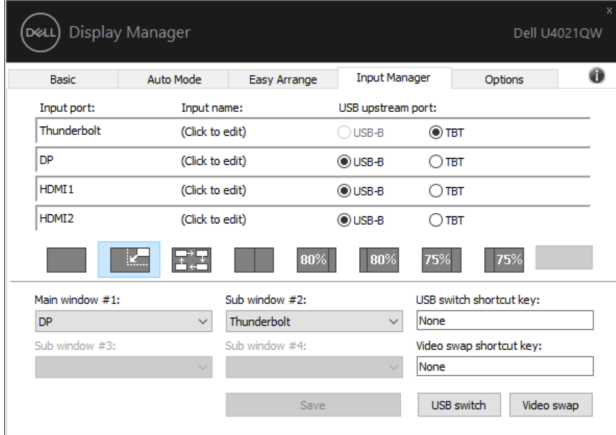 x
DELL Display Manager Dell U4021QW
Basic Auto Mode Easy Arrange Input Manager Options i
Input port: Input name: USB upstream port:
Thunderbolt (Click to edit) USB-B TBT
DP (Click to edit) USB-B TBT
HDMI1 (Click to edit) USB-B TBT
HDMI2 (Click to edit) USB-B TBT
80% 80% 75% 75%
Main window #1: Sub window #2: USB switch shortcut key:
DP Thunderbolt None
Sub window #3: Sub window #4: Video swap shortcut key:
None
Save USB switch Video swap